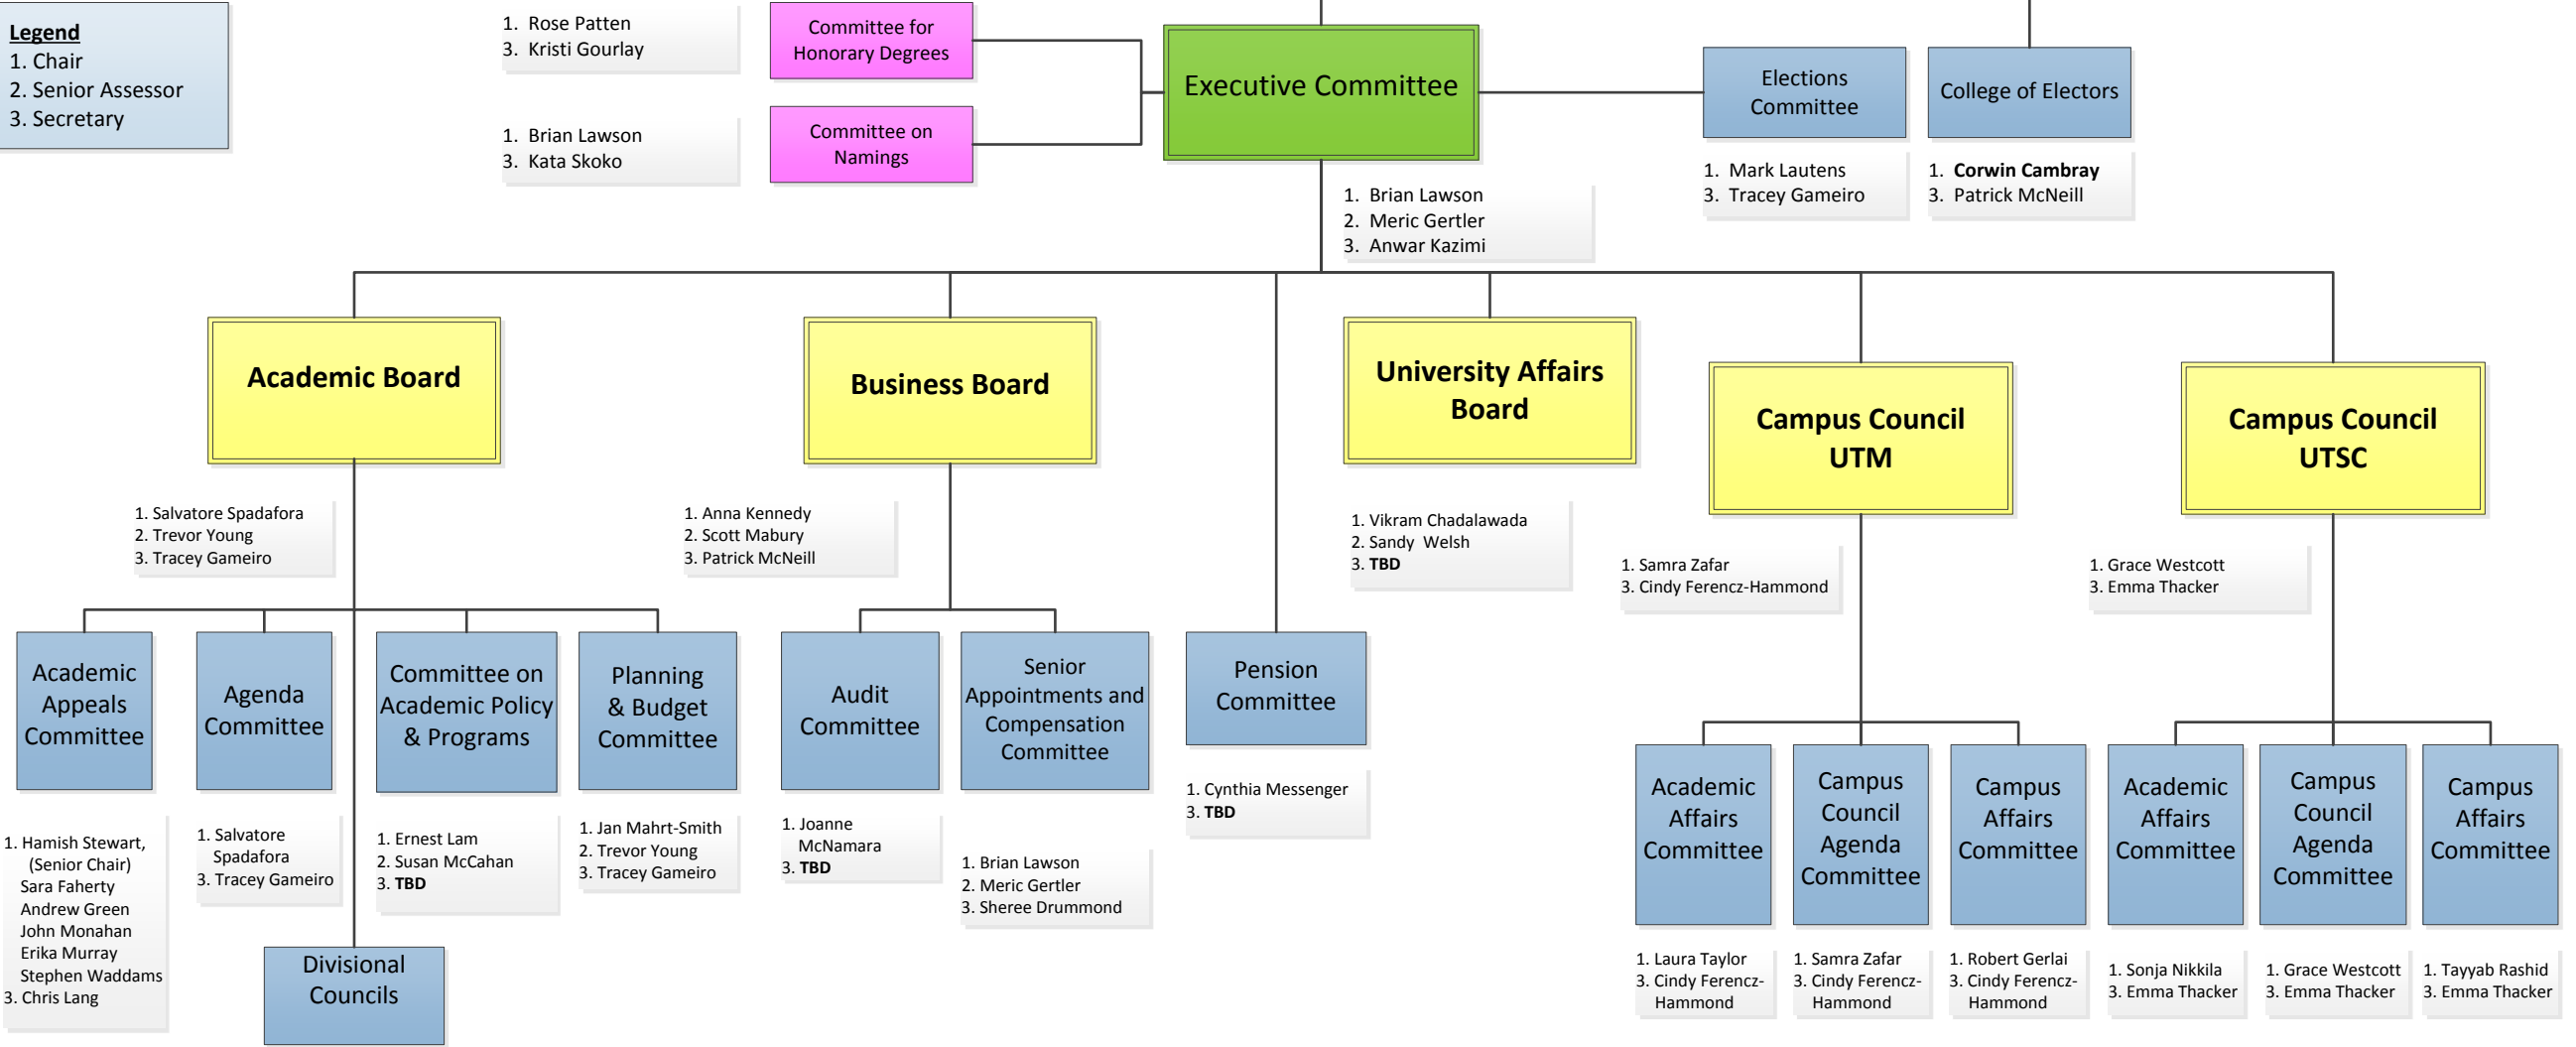 Legend
1. Chair
2. Senior Assessor
3. Secretary
1. Rose Patten
3. Kristi Gourlay
Committee for
Honorary Degrees
1. Brian Lawson
3. Kata Skoko
Committee on
Namings
Executive Committee
1. Brian Lawson
2. Meric Gertler
3. Anwar Kazimi
Elections
Committee
1. Mark Lautens
3. Tracey Gameiro
College of Electors
1. Corwin Cambray
3. Patrick McNeill
Academic Board
1. Salvatore Spadafora
2. Trevor Young
3. Tracey Gameiro
Business Board
1. Anna Kennedy
2. Scott Mabury
3. Patrick McNeill
University Affairs
Board
1. Vikram Chadalawada
2. Sandy Welsh
3. TBD
Campus Council
UTM
1. Samra Zafar
3. Cindy Ferencz-Hammond
Campus Council
UTSC
1. Grace Westcott
3. Emma Thacker
Academic
Appeals
Committee
1. Hamish Stewart,
(Senior Chair)
Sara Faherty
Andrew Green
John Monahan
Erika Murray
Stephen Waddams
3. Chris Lang
Agenda
Committee
1. Salvatore
Spadafora
3. Tracey Gameiro
Committee on
Academic Policy
& Programs
1. Ernest Lam
2. Susan McCahan
3. TBD
Planning
& Budget
Committee
1. Jan Mahrt-Smith
2. Trevor Young
3. Tracey Gameiro
Divisional
Councils
Audit
Committee
1. Joanne
McNamara
3. TBD
Senior
Appointments and
Compensation
Committee
1. Brian Lawson
2. Meric Gertler
3. Sheree Drummond
Pension
Committee
1. Cynthia Messenger
3. TBD
Academic
Affairs
Committee
1. Laura Taylor
3. Cindy Ferencz-
Hammond
Campus
Council
Agenda
Committee
1. Samra Zafar
3. Cindy Ferencz-
Hammond
Campus
Affairs
Committee
1. Robert Gerlai
3. Cindy Ferencz-
Hammond
Academic
Affairs
Committee
1. Sonja Nikkila
3. Emma Thacker
Campus
Council
Agenda
Committee
1. Grace Westcott
3. Emma Thacker
Campus
Affairs
Committee
1. Tayyab Rashid
3. Emma Thacker